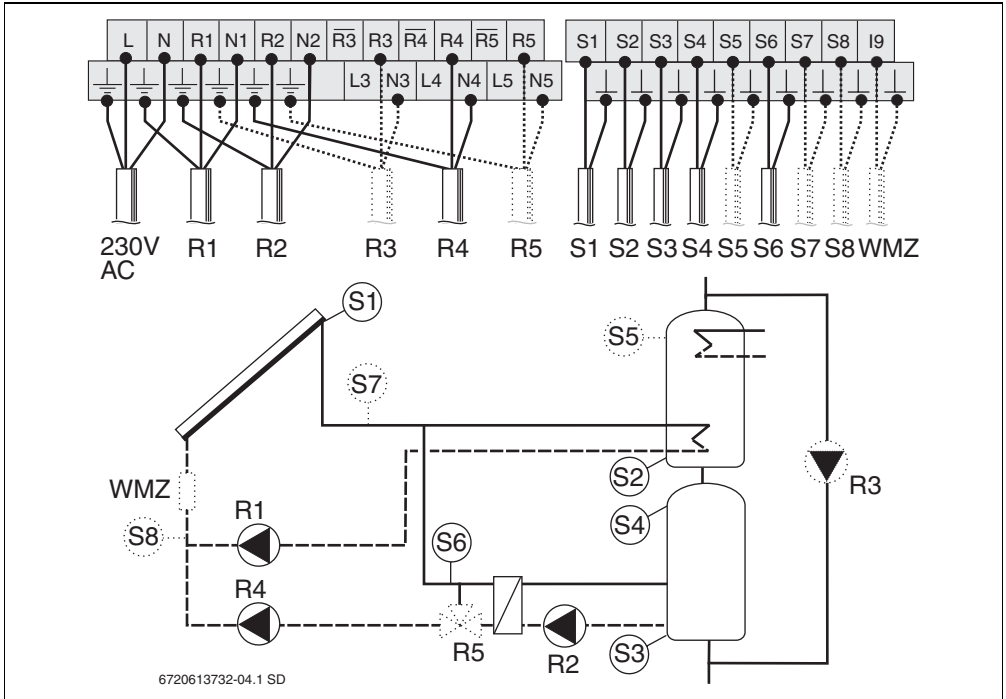 L N R1 N1 R2 N2 R̅3̅ R3 R̅4̅ R4 R̅5̅ R5
S1 S2 S3 S4 S5 S6 S7 S8 I9
L3 N3 L4 N4 L5 N5
230V R1 R2 R3 R4 R5
AC
S1 S2 S3 S4 S5 S6 S7 S8 WMZ
S1
S5
S7
WMZ
S2
R3
R1
S8
S4
S6
R4
R5
R2
S3
6720613732-04.1 SD